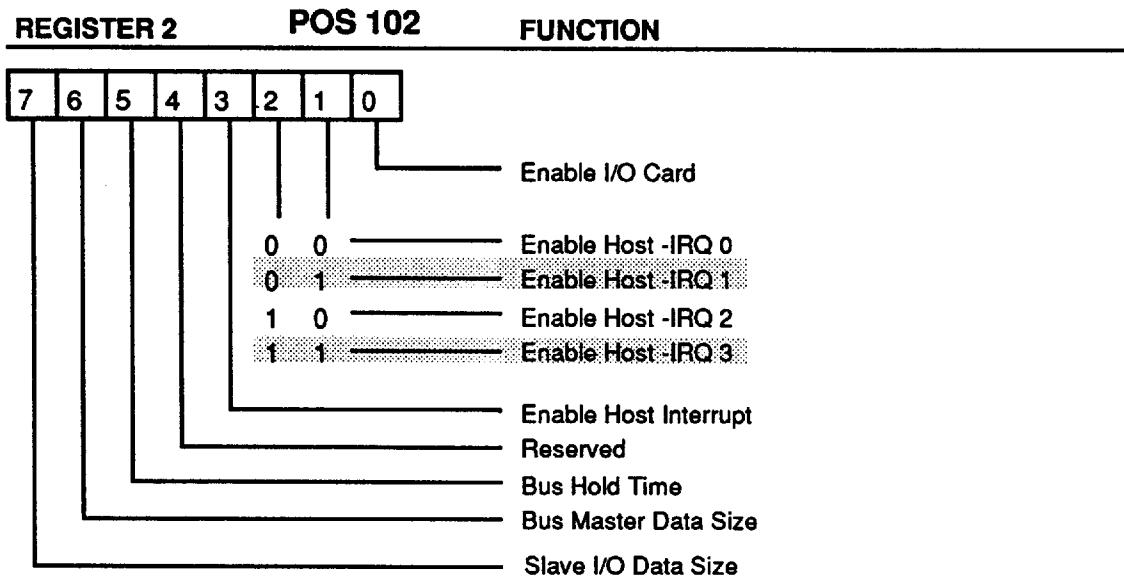 REGISTER 2 POS 102 FUNCTION
7 6 5 4 3 2 1 0
Enable I/O Card
0 0 Enable Host -IRQ 0
0 1 Enable Host -IRQ 1
1 0 Enable Host -IRQ 2
1 1 Enable Host -IRQ 3
Enable Host Interrupt
Reserved
Bus Hold Time
Bus Master Data Size
Slave I/O Data Size